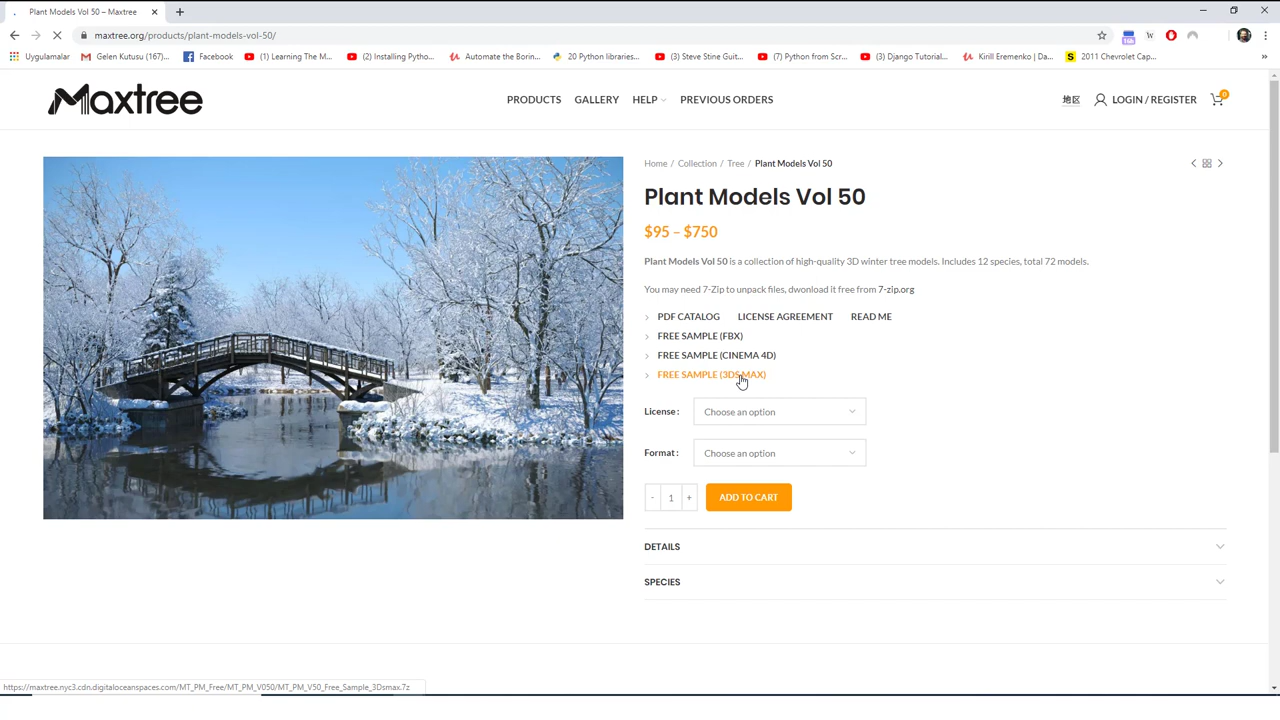 Plant Models Vol 50 – Maxtree
maxtree.org/products/plant-models-vol-50/
Uygulamalar
Gelen Kutusu (167)...
Facebook
(1) Learning The M...
(2) Installing Pytho...
Automate the Borin...
20 Python libraries...
(3) Steve Stine Guit...
(7) Python from Scr...
(3) Django Tutorial...
Kirill Eremenko | Da...
2011 Chevrolet Cap...
Maxtree
PRODUCTS
GALLERY
HELP
PREVIOUS ORDERS
地区
LOGIN / REGISTER
0
Home / Collection / Tree / Plant Models Vol 50
Plant Models Vol 50
$95 – $750
Plant Models Vol 50 is a collection of high-quality 3D winter tree models. Includes 12 species, total 72 models.
You may need 7-Zip to unpack files, dwonload it free from 7-zip.org
PDF CATALOG LICENSE AGREEMENT READ ME
FREE SAMPLE (FBX)
FREE SAMPLE (CINEMA 4D)
FREE SAMPLE (3DS MAX)
License : Choose an option
Format : Choose an option
- 1 + ADD TO CART
DETAILS
SPECIES
https://maxtree.nyc3.cdn.digitaloceanspaces.com/MT_PM_Free/MT_PM_V050/MT_PM_V50_Free_Sample_3Dsmax.7z